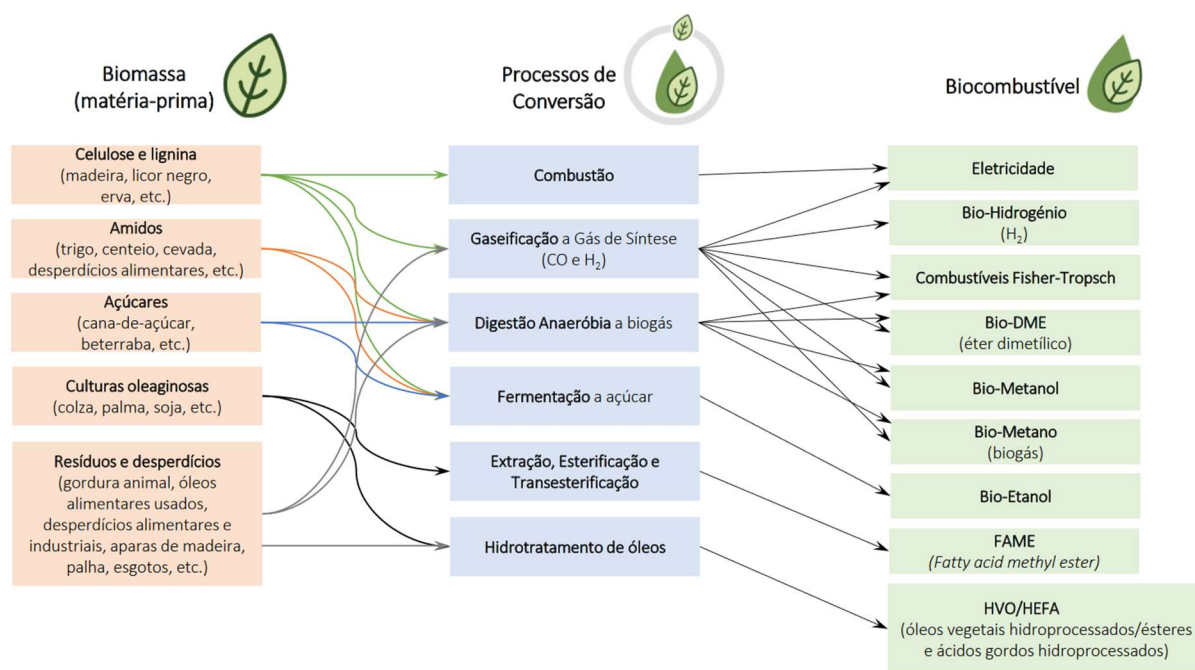 Biomassa
(matéria-prima)
Processos de
Conversão
Biocombustível
Celulose e lignina
(madeira, licor negro,
erva, etc.)
Amidos
(trigo, centeio, cevada,
desperdícios alimentares, etc.)
Açúcares
(cana-de-açúcar,
beterraba, etc.)
Culturas oleaginosas
(colza, palma, soja, etc.)
Resíduos e desperdícios
(gordura animal, óleos
alimentares usados,
desperdícios alimentares e
industriais, aparas de madeira,
palha, esgotos, etc.)
Combustão
Gaseificação a Gás de Síntese
(CO e H₂)
Digestão Anaeróbia a biogás
Fermentação a açúcar
Extração, Esterificação e
Transesterificação
Hidrotratamento de óleos
Eletricidade
Bio-Hidrogénio
(H₂)
Combustíveis Fisher-Tropsch
Bio-DME
(éter dimetílico)
Bio-Metanol
Bio-Metano
(biogás)
Bio-Etanol
FAME
(Fatty acid methyl ester)
HVO/HEFA
(óleos vegetais hidroprocessados/ésteres
e ácidos gordos hidroprocessados)